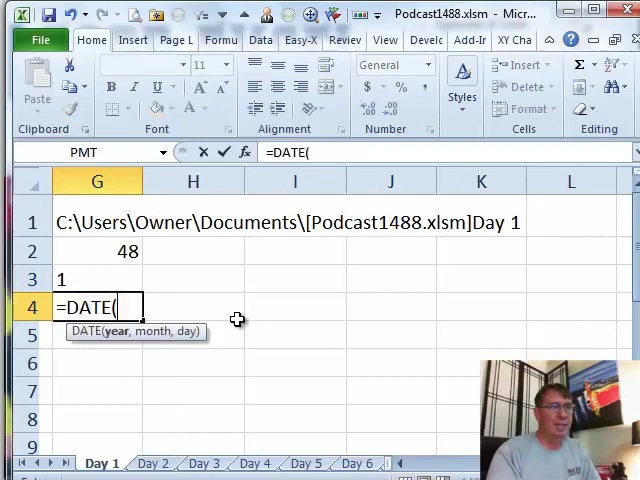 Podcast1488.xlsm - Micr...
File Home Insert Page L Formu Data Easy-X Review View Develc Add-Ir XY Cha
Paste
Clipboard
11
Font
Alignment
General
Number
Styles
Insert
Delete
Format
Cells
Editing
PMT
fx
=DATE(
G H I J K L
1 C:\Users\Owner\Documents\[Podcast1488.xlsm]Day 1
2 48
3 1
4 =DATE(
DATE(year, month, day)
5
6
7
8
9
Day 1 Day 2 Day 3 Day 4 Day 5 Day 6